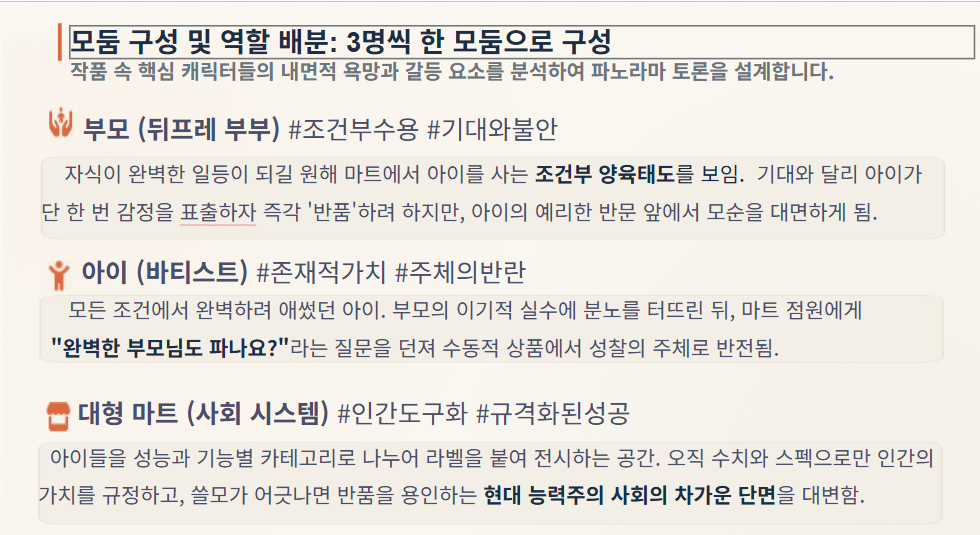 모둠 구성 및 역할 배분: 3명씩 한 모둠으로 구성
작품 속 핵심 캐릭터들의 내면적 욕망과 갈등 요소를 분석하여 파노라마 토론을 설계합니다.
부모 (뒤프레 부부) #조건부수용 #기대와불안
자식이 완벽한 일등이 되길 원해 마트에서 아이를 사는 조건부 양육태도를 보임. 기대와 달리 아이가
단 한 번 감정을 표출하자 즉각 '반품'하려 하지만, 아이의 예리한 반문 앞에서 모순을 대면하게 됨.
아이 (바티스트) #존재적가치 #주체의반란
모든 조건에서 완벽하려 애썼던 아이. 부모의 이기적 실수에 분노를 터뜨린 뒤, 마트 점원에게
"완벽한 부모님도 파나요?"라는 질문을 던져 수동적 상품에서 성찰의 주체로 반전됨.
대형 마트 (사회 시스템) #인간도구화 #규격화된성공
아이들을 성능과 기능별 카테고리로 나누어 라벨을 붙여 전시하는 공간. 오직 수치와 스펙으로만 인간의
가치를 규정하고, 쓸모가 어긋나면 반품을 용인하는 현대 능력주의 사회의 차가운 단면을 대변함.